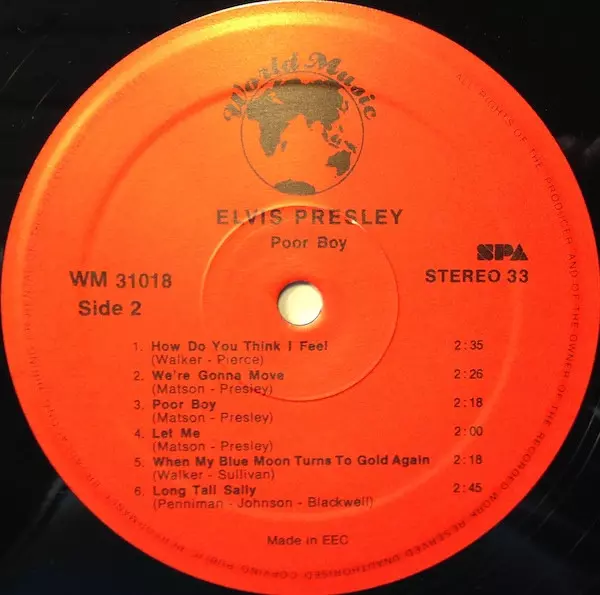 World Music
ELVIS PRESLEY
Poor Boy
WM 31018
Side 2
SPA
STEREO 33
1. How Do You Think I Feel 2:35
(Walker - Pierce)
2. We're Gonna Move 2:26
(Matson - Presley)
3. Poor Boy 2:18
(Matson - Presley)
4. Let Me 2:00
(Matson - Presley)
5. When My Blue Moon Turns To Gold Again 2:18
(Walker - Sullivan)
6. Long Tall Sally 2:45
(Penniman - Johnson - Blackwell)
Made in EEC
ALL RIGHTS OF THE PRODUCER AND OF THE OWNER OF THE RECORDED WORK RESERVED UNAUTHORISED COPYING PUBLIC PERFORMANCE